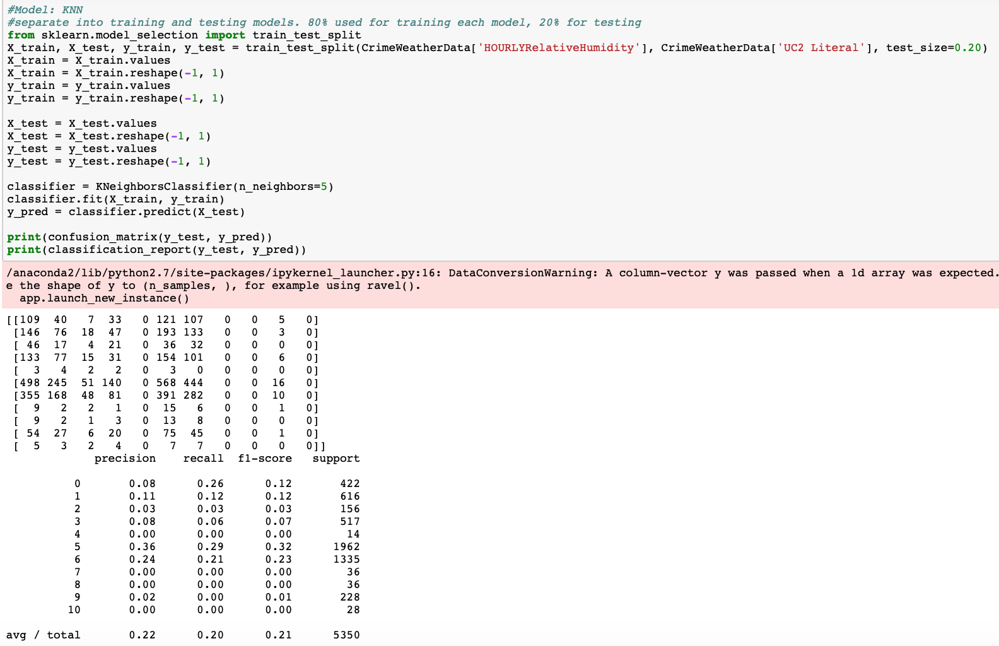 #Model: KNN
#separate into training and testing models. 80% used for training each model, 20% for testing
from sklearn.model_selection import train_test_split
X_train, X_test, y_train, y_test = train_test_split(CrimeWeatherData['HOURLYRelativeHumidity'], CrimeWeatherData['UC2 Literal'], test_size=0.20)
X_train = X_train.values
X_train = X_train.reshape(-1, 1)
y_train = y_train.values
y_train = y_train.reshape(-1, 1)

X_test = X_test.values
X_test = X_test.reshape(-1, 1)
y_test = y_test.values
y_test = y_test.reshape(-1, 1)

classifier = KNeighborsClassifier(n_neighbors=5)
classifier.fit(X_train, y_train)
y_pred = classifier.predict(X_test)

print(confusion_matrix(y_test, y_pred))
print(classification_report(y_test, y_pred))
/anaconda2/lib/python2.7/site-packages/ipykernel_launcher.py:16: DataConversionWarning: A column-vector y was passed when a 1d array was expected.
e the shape of y to (n_samples, ), for example using ravel().
  app.launch_new_instance()
[[109  40   7  33   0 121 107   0   0   5   0]
 [146  76  18  47   0 193 133   0   0   3   0]
 [ 46  17   4  21   0  36  32   0   0   0   0]
 [133  77  15  31   0 154 101   0   0   6   0]
 [  3   4   2   2   0   3   0   0   0   0   0]
 [498 245  51 140   0 568 444   0   0  16   0]
 [355 168  48  81   0 391 282   0   0  10   0]
 [  9   2   2   1   0  15   6   0   0   1   0]
 [  9   2   1   3   0  13   8   0   0   0   0]
 [ 54  27   6  20   0  75  45   0   0   1   0]
 [  5   3   2   4   0   7   7   0   0   0   0]]
             precision    recall  f1-score   support

          0       0.08      0.26      0.12       422
          1       0.11      0.12      0.12       616
          2       0.03      0.03      0.03       156
          3       0.08      0.06      0.07       517
          4       0.00      0.00      0.00        14
          5       0.36      0.29      0.32      1962
          6       0.24      0.21      0.23      1335
          7       0.00      0.00      0.00        36
          8       0.00      0.00      0.00        36
          9       0.02      0.00      0.01       228
         10       0.00      0.00      0.00        28

avg / total       0.22      0.20      0.21      5350